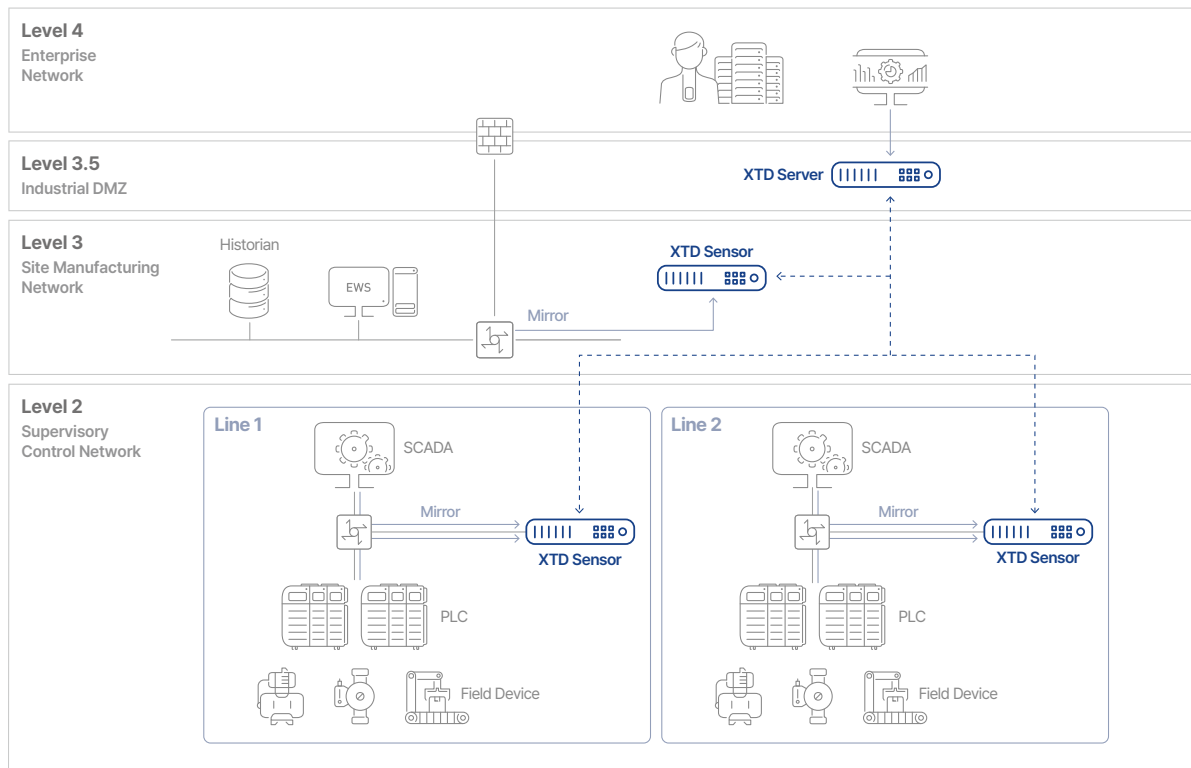 Level 4
Enterprise
Network
Level 3.5
Industrial DMZ
XTD Server
Level 3
Site Manufacturing
Network
Historian
EWS
Mirror
XTD Sensor
Level 2
Supervisory
Control Network
Line 1
SCADA
Mirror
XTD Sensor
PLC
Field Device
Line 2
SCADA
Mirror
XTD Sensor
PLC
Field Device